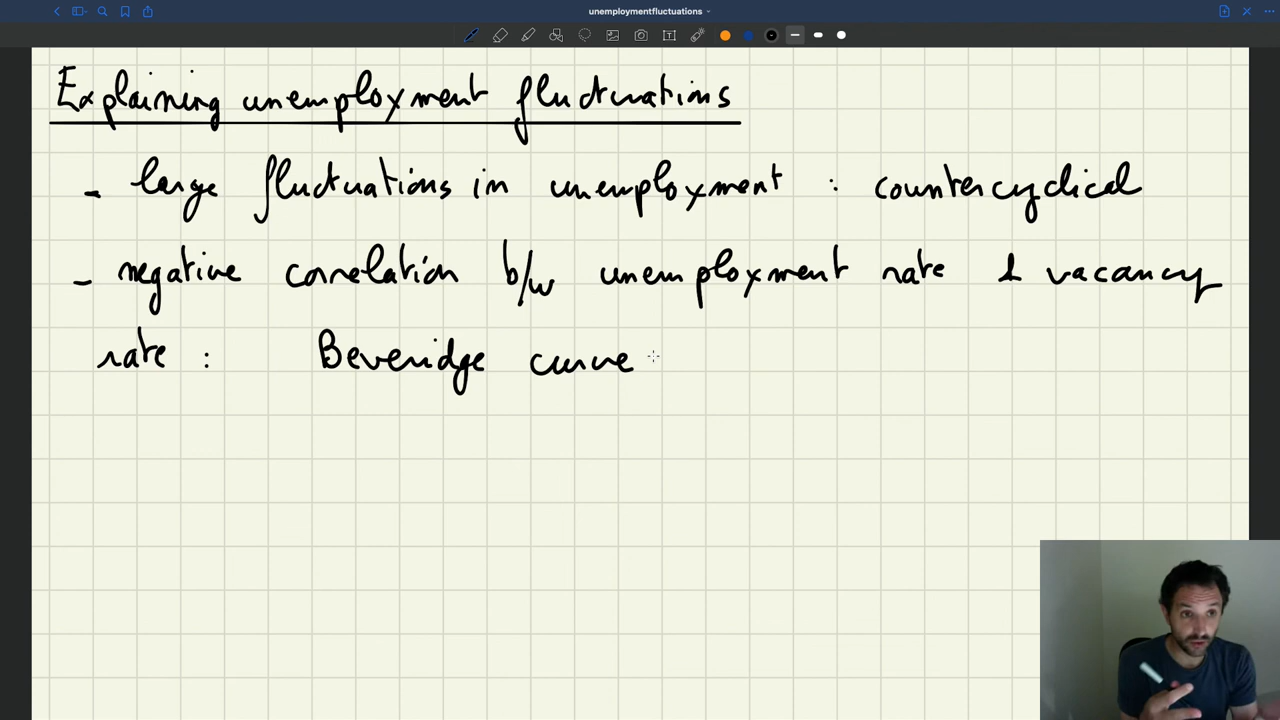 unemploymentfluctuations
Explaining unemployment fluctuations
- large fluctuations in unemployment : countercyclical
- negative correlation b/w unemployment rate & vacancy
rate : Beveridge curve